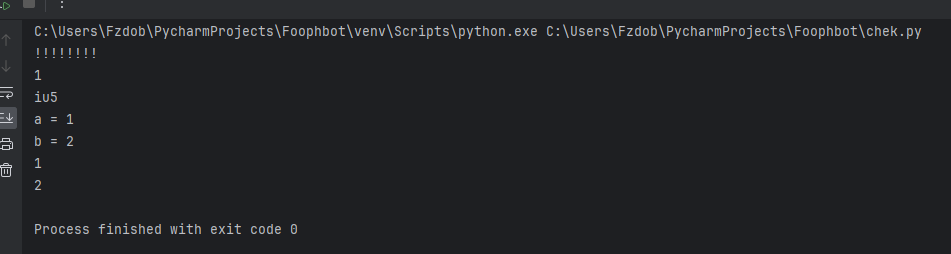 C:\Users\Fzdob\PycharmProjects\Foophbot\venv\Scripts\python.exe C:\Users\Fzdob\PycharmProjects\Foophbot\chek.py
!!!!!!!!
1
iu5
a = 1
b = 2
1
2
Process finished with exit code 0